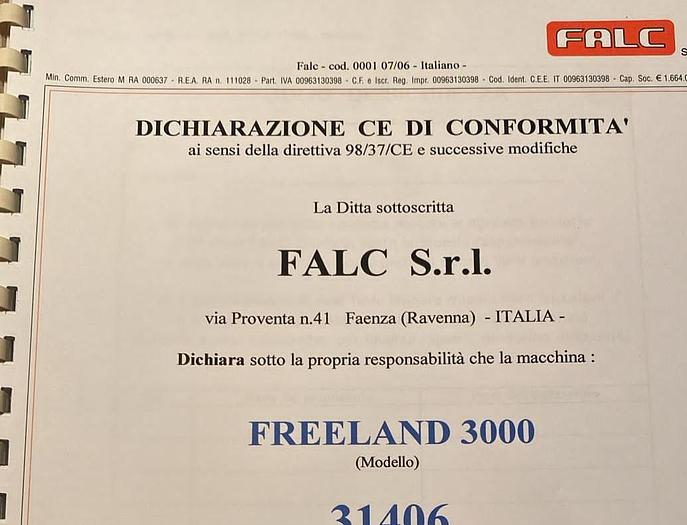 FALC
Falc - cod. 0001 07/06 - Italiano -
Min. Comm. Estero M RA 000637 - R.E.A. RA n. 111028 - Part. IVA 00963130398 - C.F. e Iscr. Reg. Impr. 00963130398 - Cod. Ident. C.E.E. IT 00963130398 - Cap. Soc. € 1.664.0
DICHIARAZIONE CE DI CONFORMITA'
ai sensi della direttiva 98/37/CE e successive modifiche
La Ditta sottoscritta
FALC S.r.l.
via Proventa n.41 Faenza (Ravenna) - ITALIA -
Dichiara sotto la propria responsabilità che la macchina :
FREELAND 3000
(Modello)
31406